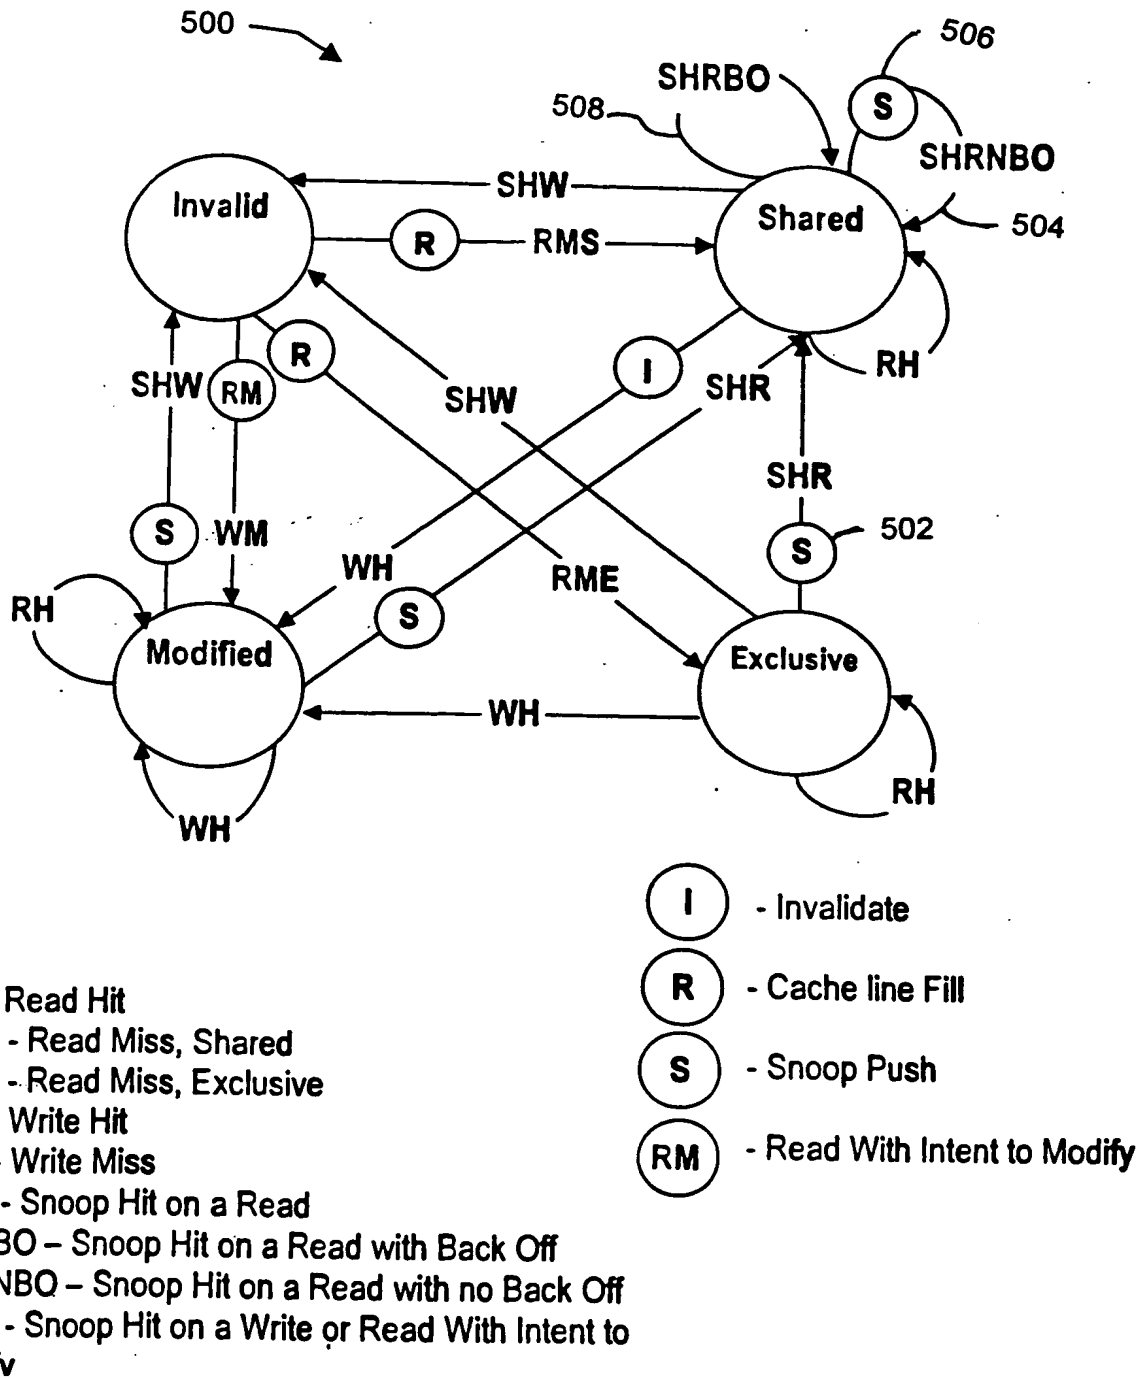 500
506
SHRBO
508
S
SHRNBO
SHW
Invalid
Shared
504
R
RMS
R
I
RH
SHW
RM
SHW
SHR
SHR
S
WM
S
502
WH
RME
RH
S
Modified
Exclusive
WH
RH
WH
I - Invalidate
R - Cache line Fill
S - Snoop Push
RM - Read With Intent to Modify
Read Hit
- Read Miss, Shared
- Read Miss, Exclusive
Write Hit
Write Miss
- Snoop Hit on a Read
BO – Snoop Hit on a Read with Back Off
NBO – Snoop Hit on a Read with no Back Off
- Snoop Hit on a Write or Read With Intent to